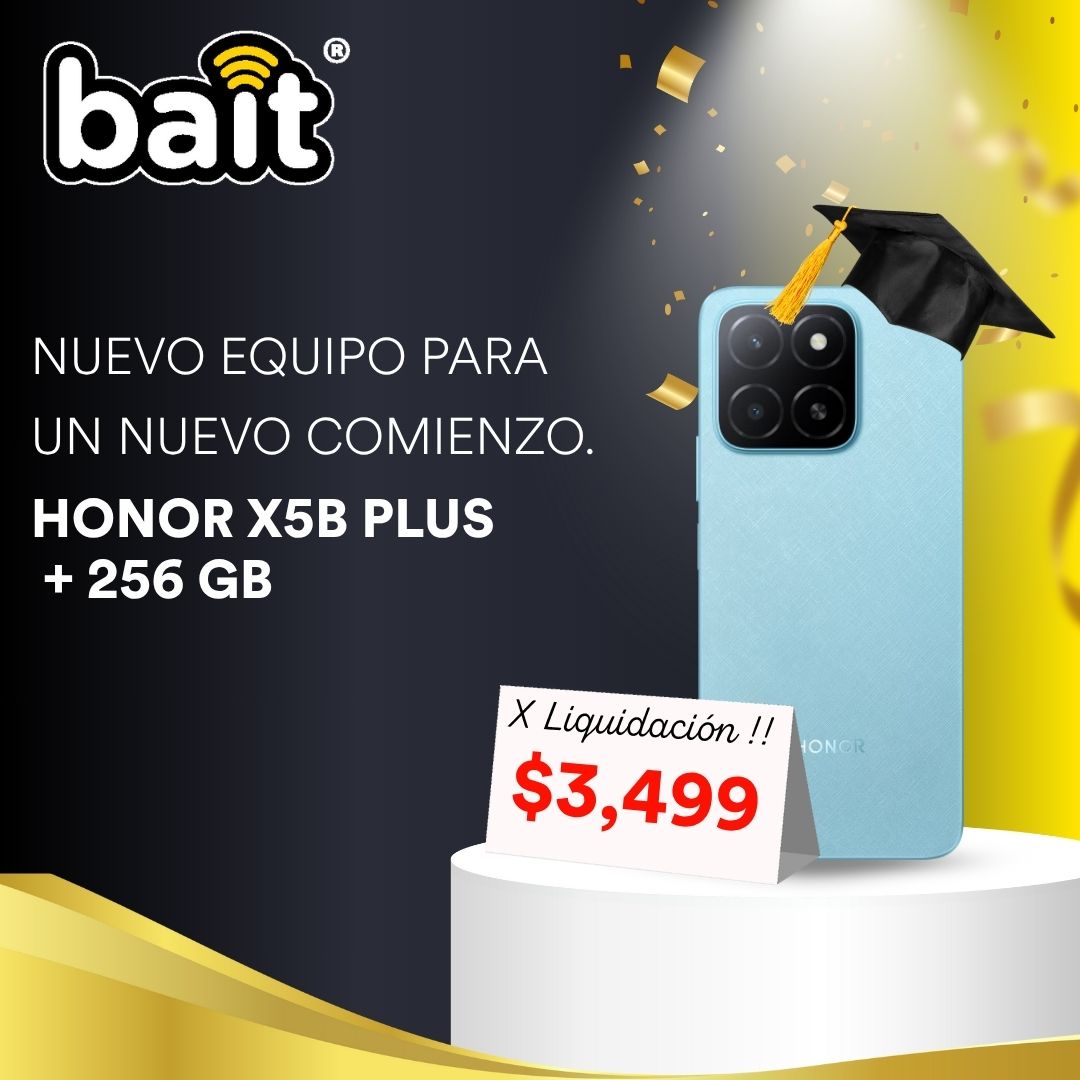 bait®
NUEVO EQUIPO PARA
UN NUEVO COMIENZO.
HONOR X5B PLUS
+ 256 GB
X Liquidación !!
$3,499
HONOR